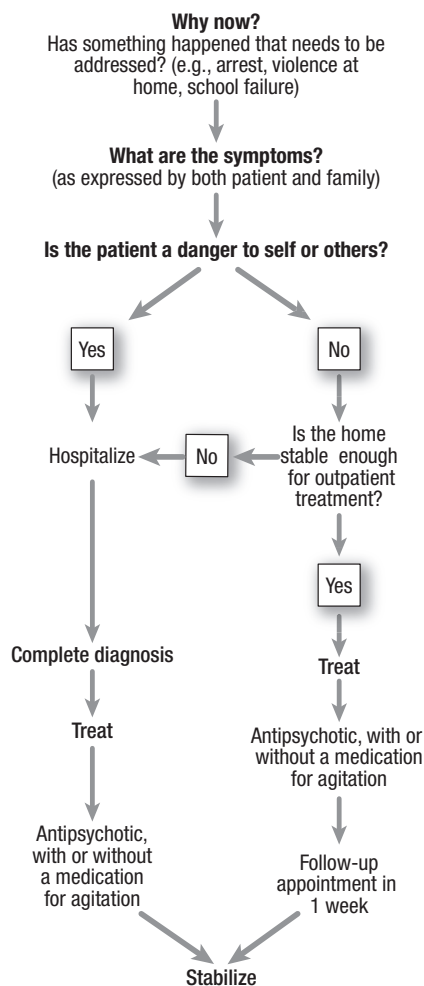 Why now?
Has something happened that needs to be
addressed? (e.g., arrest, violence at
home, school failure)
What are the symptoms?
(as expressed by both patient and family)
Is the patient a danger to self or others?
Yes
No
Hospitalize
No
Is the home
stable enough
for outpatient
treatment?
Yes
Complete diagnosis
Treat
Treat
Antipsychotic, with or
without a medication
for agitation
Antipsychotic,
with or without
a medication
for agitation
Follow-up
appointment in
1 week
Stabilize